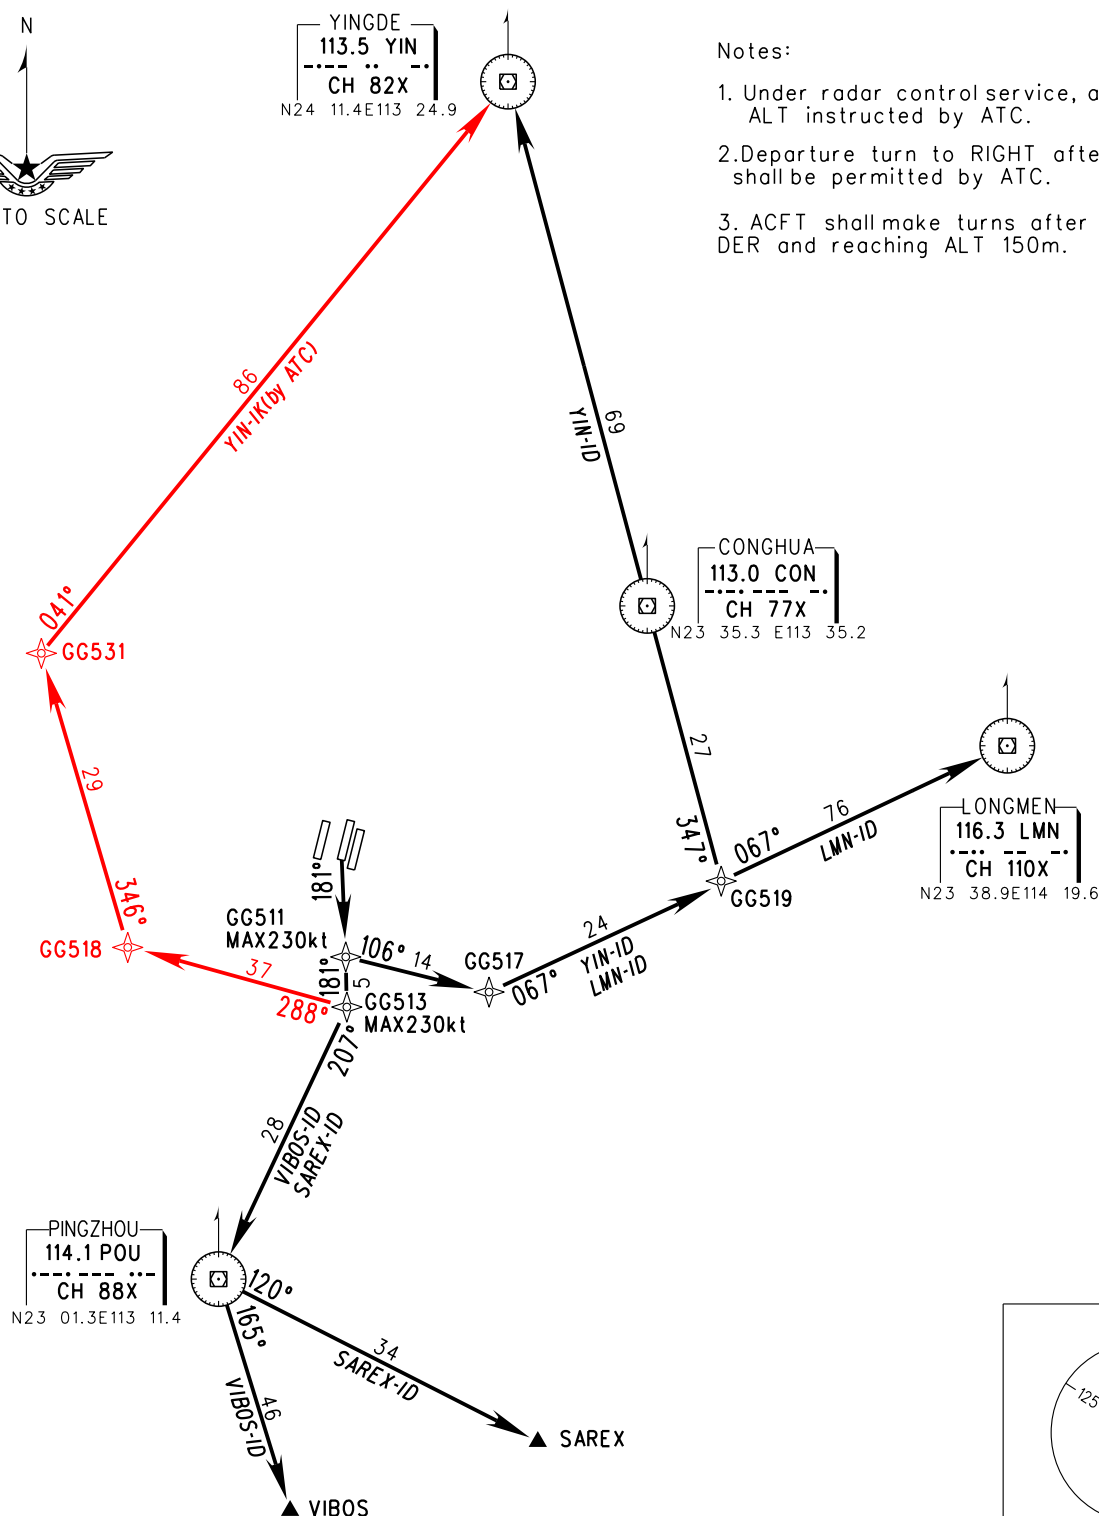 N
TO SCALE
YINGDE
113.5 YIN
CH 82X
N24 11.4E113 24.9
Notes:
1. Under radar control service, a
ALT instructed by ATC.
2.Departure turn to RIGHT afte
shall be permitted by ATC.
3. ACFT shall make turns after
DER and reaching ALT 150m.
86
YIN-1K(by ATC)
69
YIN-1D
CONGHUA
113.0 CON
CH 77X
N23 35.3 E113 35.2
041°
GG531
29
27
346°
347°
067°
76
LMN-1D
LONGMEN
116.3 LMN
CH 110X
N23 38.9E114 19.6
GG519
181°
GG511
MAX230kt
GG518
37
288°
181°
5
106°
14
GG517
067°
24
YIN-1D
LMN-1D
GG513
MAX230kt
207°
28
VIBOS-1D
SAREX-1D
PINGZHOU
114.1 POU
CH 88X
N23 01.3E113 11.4
120°
165°
34
SAREX-1D
46
VIBOS-1D
SAREX
VIBOS
125